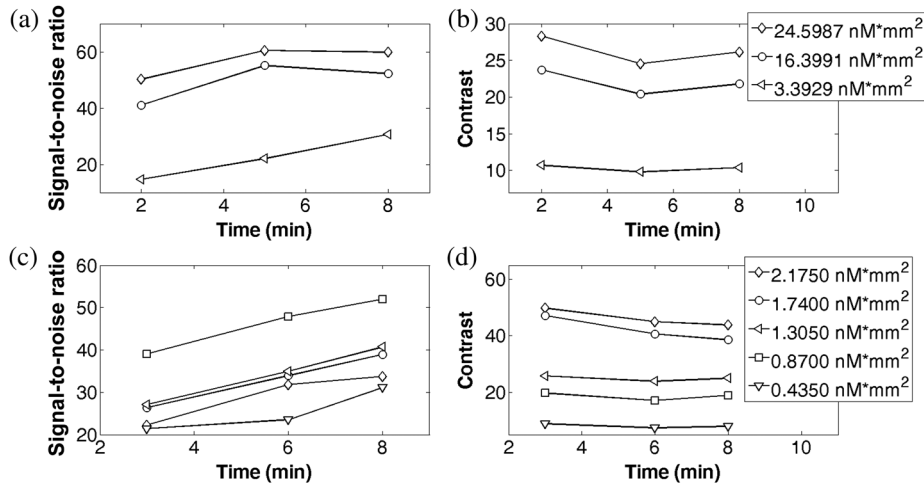 (a)
Signal-to-noise ratio
60
40
20
2 4 6 8
Time (min)
(b)
Contrast
30
25
20
15
10
2 4 6 8 10
Time (min)
24.5987 nM*mm²
16.3991 nM*mm²
3.3929 nM*mm²
(c)
Signal-to-noise ratio
60
50
40
30
20
2 4 6 8
Time (min)
(d)
Contrast
60
40
20
2 4 6 8 10
Time (min)
2.1750 nM*mm²
1.7400 nM*mm²
1.3050 nM*mm²
0.8700 nM*mm²
0.4350 nM*mm²